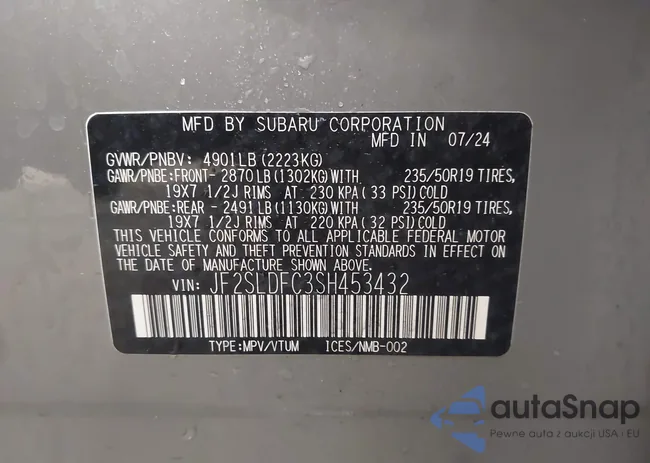 MFD BY SUBARU CORPORATION
MFD IN 07/24
GVWR/PNBV: 4901LB(2223KG)
GAWR/PNBE:FRONT- 2870LB(1302KG)WITH 235/50R19 TIRES,
19X7 1/2J RIMS AT 230 KPA( 33 PSI)COLD
GAWR/PNBE:REAR - 2491LB(1130KG)WITH 235/50R19 TIRES,
19X7 1/2J RIMS AT 220 KPA( 32 PSI)COLD
THIS VEHICLE CONFORMS TO ALL APPLICABLE FEDERAL MOTOR
VEHICLE SAFETY AND THEFT PREVENTION STANDARDS IN EFFECT ON
THE DATE OF MANUFACTURE SHOWN ABOVE.
VIN: JF2SLDFC3SH453432
TYPE:MPV/VTUM ICES/NMB-002
autoSnap
Pewne auta z aukcji USA i EU